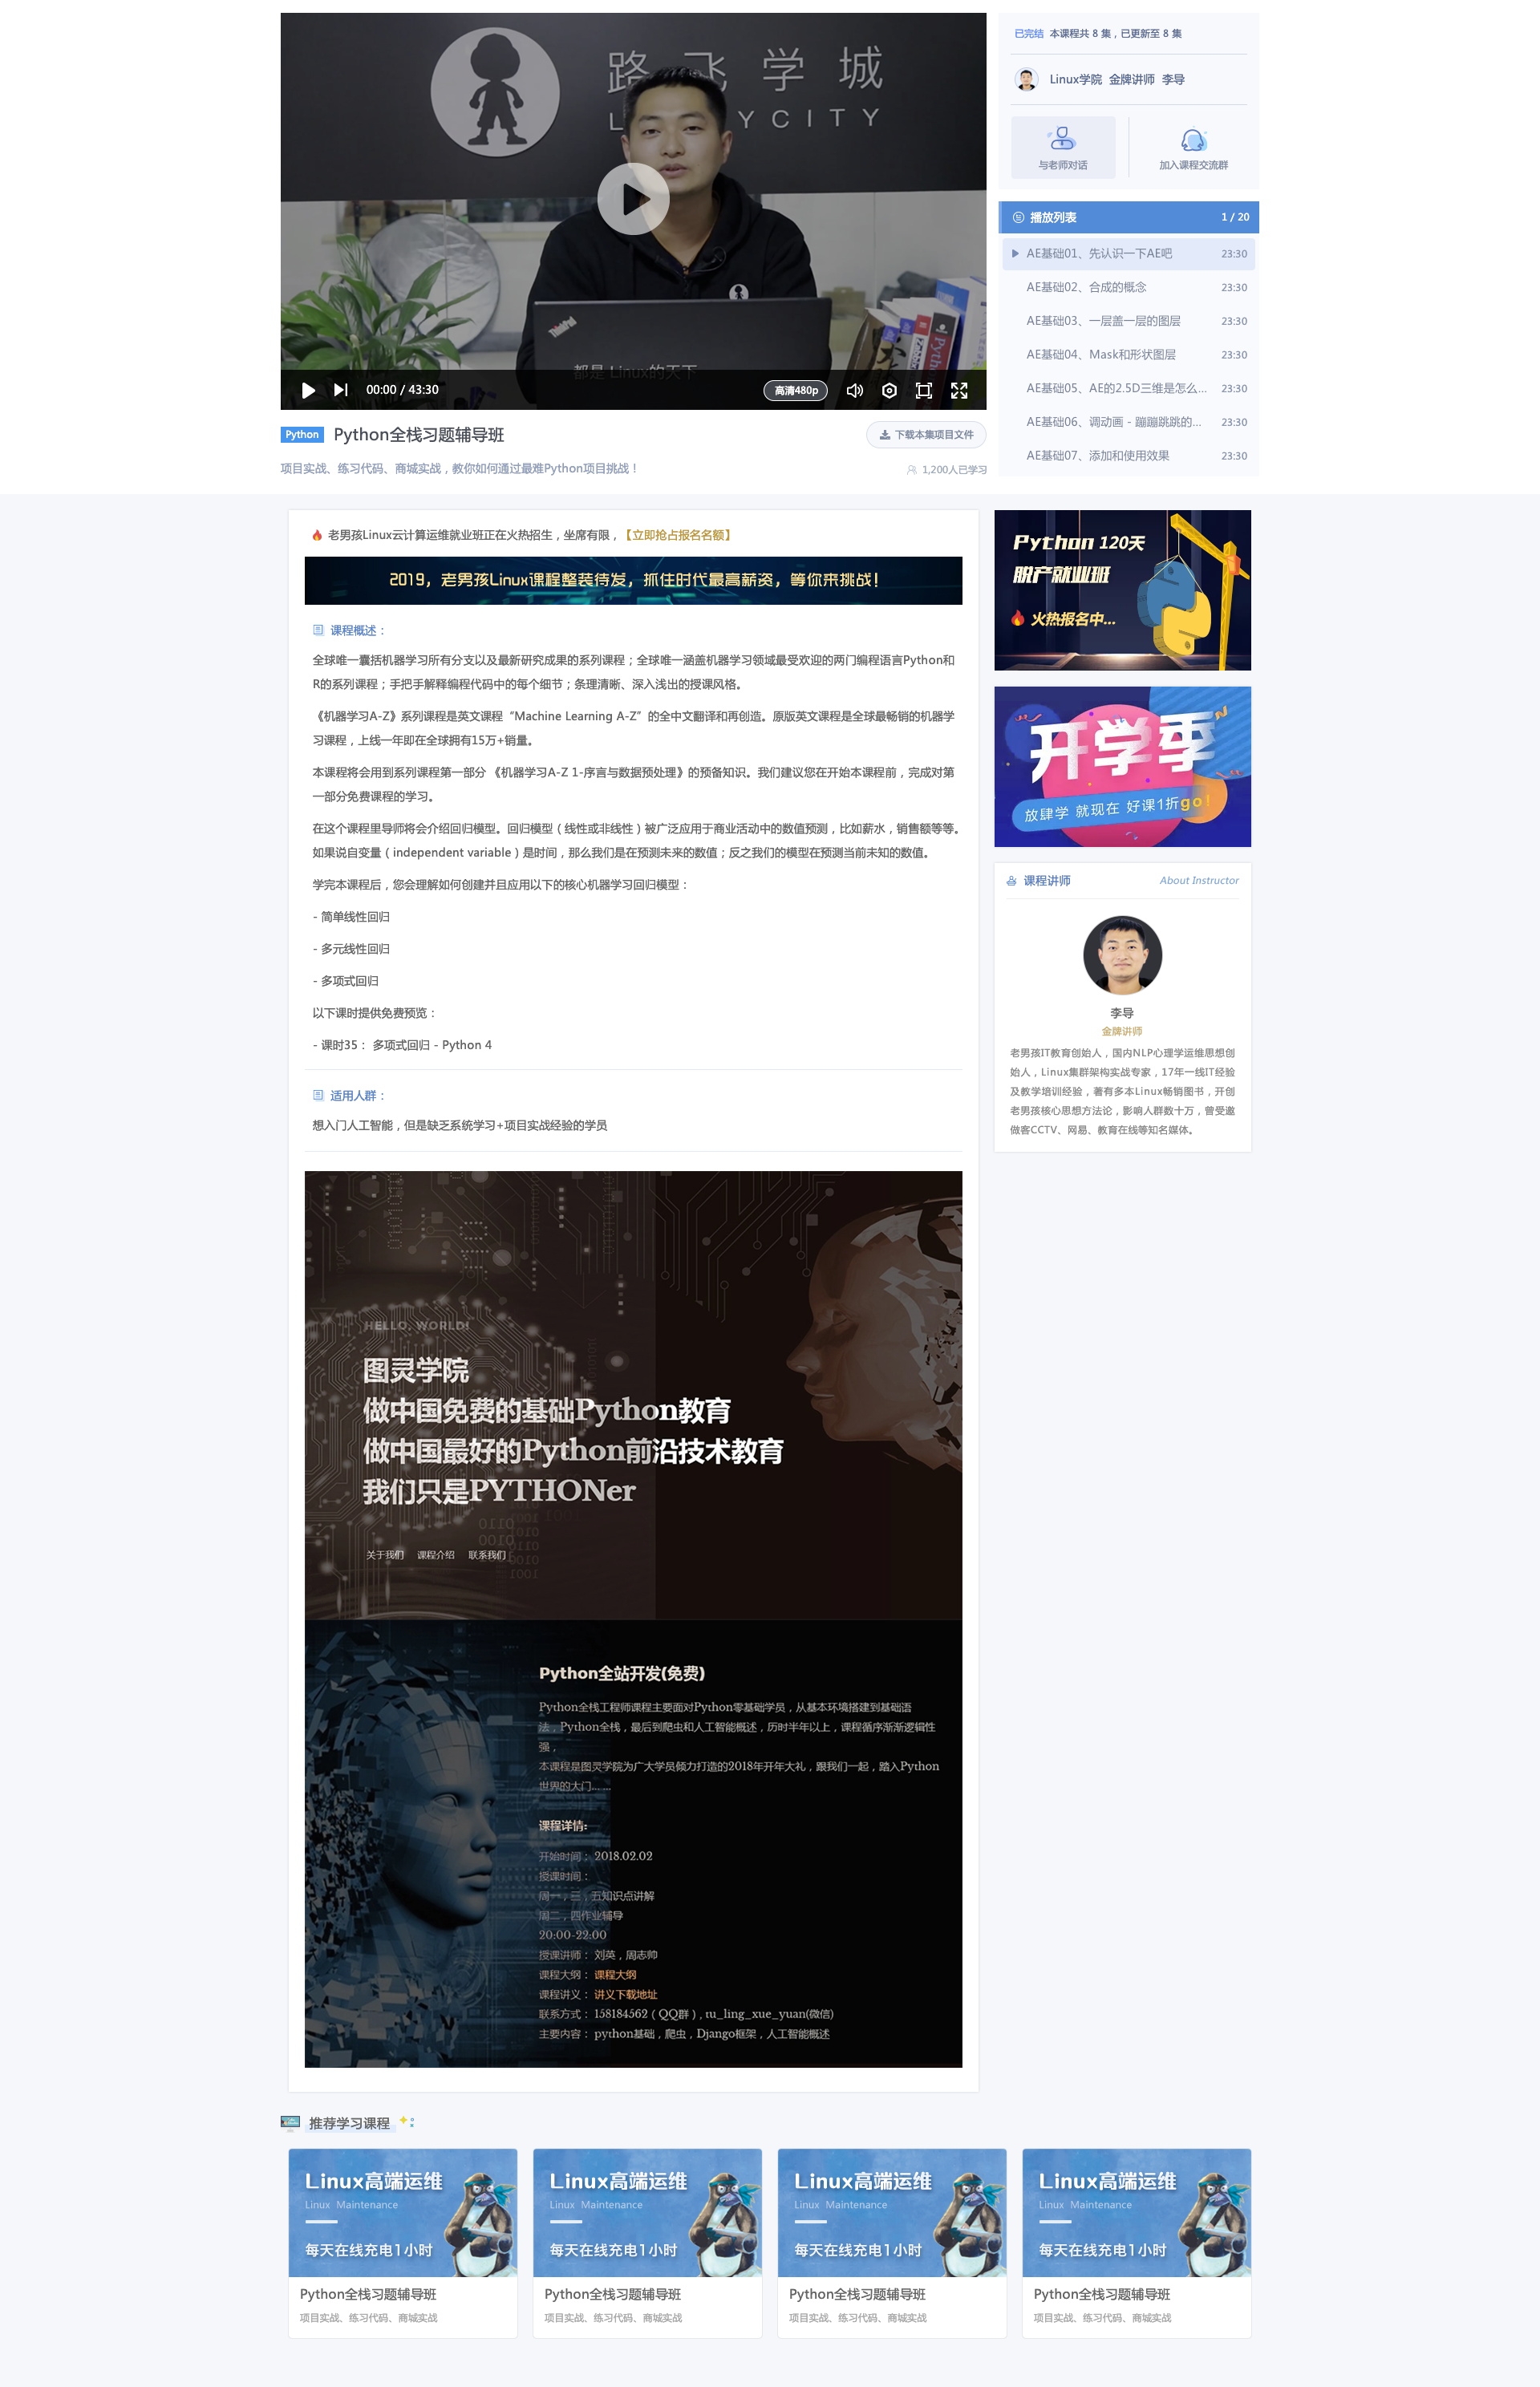 路飞学城
L YCITY
ThinkPad
Python
都是 Linux的天下
00:00 / 43:30
高清480p
Python
Python全栈习题辅导班
下载本集项目文件
项目实战、练习代码、商城实战，教你如何通过最难Python项目挑战！
1,200人已学习
已完结 本课程共 8 集，已更新至 8 集
Linux学院 金牌讲师 李导
与老师对话
加入课程交流群
播放列表
1 / 20
AE基础01、先认识一下AE吧 23:30
AE基础02、合成的概念 23:30
AE基础03、一层盖一层的图层 23:30
AE基础04、Mask和形状图层 23:30
AE基础05、AE的2.5D三维是怎么... 23:30
AE基础06、调动画 - 蹦蹦跳跳的... 23:30
AE基础07、添加和使用效果 23:30
老男孩Linux云计算运维就业班正在火热招生，坐席有限，【立即抢占报名名额】
2019，老男孩Linux课程整装待发，抓住时代最高薪资，等你来挑战！
课程概述：
全球唯一囊括机器学习所有分支以及最新研究成果的系列课程；全球唯一涵盖机器学习领域最受欢迎的两门编程语言Python和
R的系列课程；手把手解释编程代码中的每个细节；条理清晰、深入浅出的授课风格。
《机器学习A-Z》系列课程是英文课程“Machine Learning A-Z”的全中文翻译和再创造。原版英文课程是全球最畅销的机器学
习课程，上线一年即在全球拥有15万+销量。
本课程将会用到系列课程第一部分 《机器学习A-Z 1-序言与数据预处理》的预备知识。我们建议您在开始本课程前，完成对第
一部分免费课程的学习。
在这个课程里导师将会介绍回归模型。回归模型（线性或非线性）被广泛应用于商业活动中的数值预测，比如薪水，销售额等等。
如果说自变量（independent variable）是时间，那么我们是在预测未来的数值；反之我们的模型在预测当前未知的数值。
学完本课程后，您会理解如何创建并且应用以下的核心机器学习回归模型：
- 简单线性回归
- 多元线性回归
- 多项式回归
以下课时提供免费预览：
- 课时35： 多项式回归 - Python 4
适用人群：
想入门人工智能，但是缺乏系统学习+项目实战经验的学员
HELLO, WORLD!
图灵学院
做中国免费的基础Python教育
做中国最好的Python前沿技术教育
我们只是PYTHONer
关于我们 课程介绍 联系我们
Python全站开发(免费)
Python全栈工程师课程主要面对Python零基础学员，从基本环境搭建到基础语
法，Python全栈，最后到爬虫和人工智能概述，历时半年以上，课程循序渐渐逻辑性
强，
本课程是图灵学院为广大学员倾力打造的2018年开年大礼，跟我们一起，踏入Python
世界的大门... ...
课程详情:
开始时间： 2018.02.02
授课时间：
周一，三，五知识点讲解
周二，四作业辅导
20:00-22:00
授课讲师： 刘英，周志帅
课程大纲： 课程大纲
课程讲义： 讲义下载地址
联系方式： 158184562（QQ群）, tu_ling_xue_yuan(微信)
主要内容： python基础，爬虫，Django框架，人工智能概述
Python 120天
脱产就业班
火热报名中...
开学季
放肆学 就现在 好课1折go！
课程讲师
About Instructor
李导
金牌讲师
老男孩IT教育创始人，国内NLP心理学运维思想创
始人，Linux集群架构实战专家，17年一线IT经验
及教学培训经验，著有多本Linux畅销图书，开创
老男孩核心思想方法论，影响人群数十万，曾受邀
做客CCTV、网易、教育在线等知名媒体。
推荐学习课程
Linux高端运维
Linux Maintenance
每天在线充电1小时
Python全栈习题辅导班
项目实战、练习代码、商城实战
Linux高端运维
Linux Maintenance
每天在线充电1小时
Python全栈习题辅导班
项目实战、练习代码、商城实战
Linux高端运维
Linux Maintenance
每天在线充电1小时
Python全栈习题辅导班
项目实战、练习代码、商城实战
Linux高端运维
Linux Maintenance
每天在线充电1小时
Python全栈习题辅导班
项目实战、练习代码、商城实战